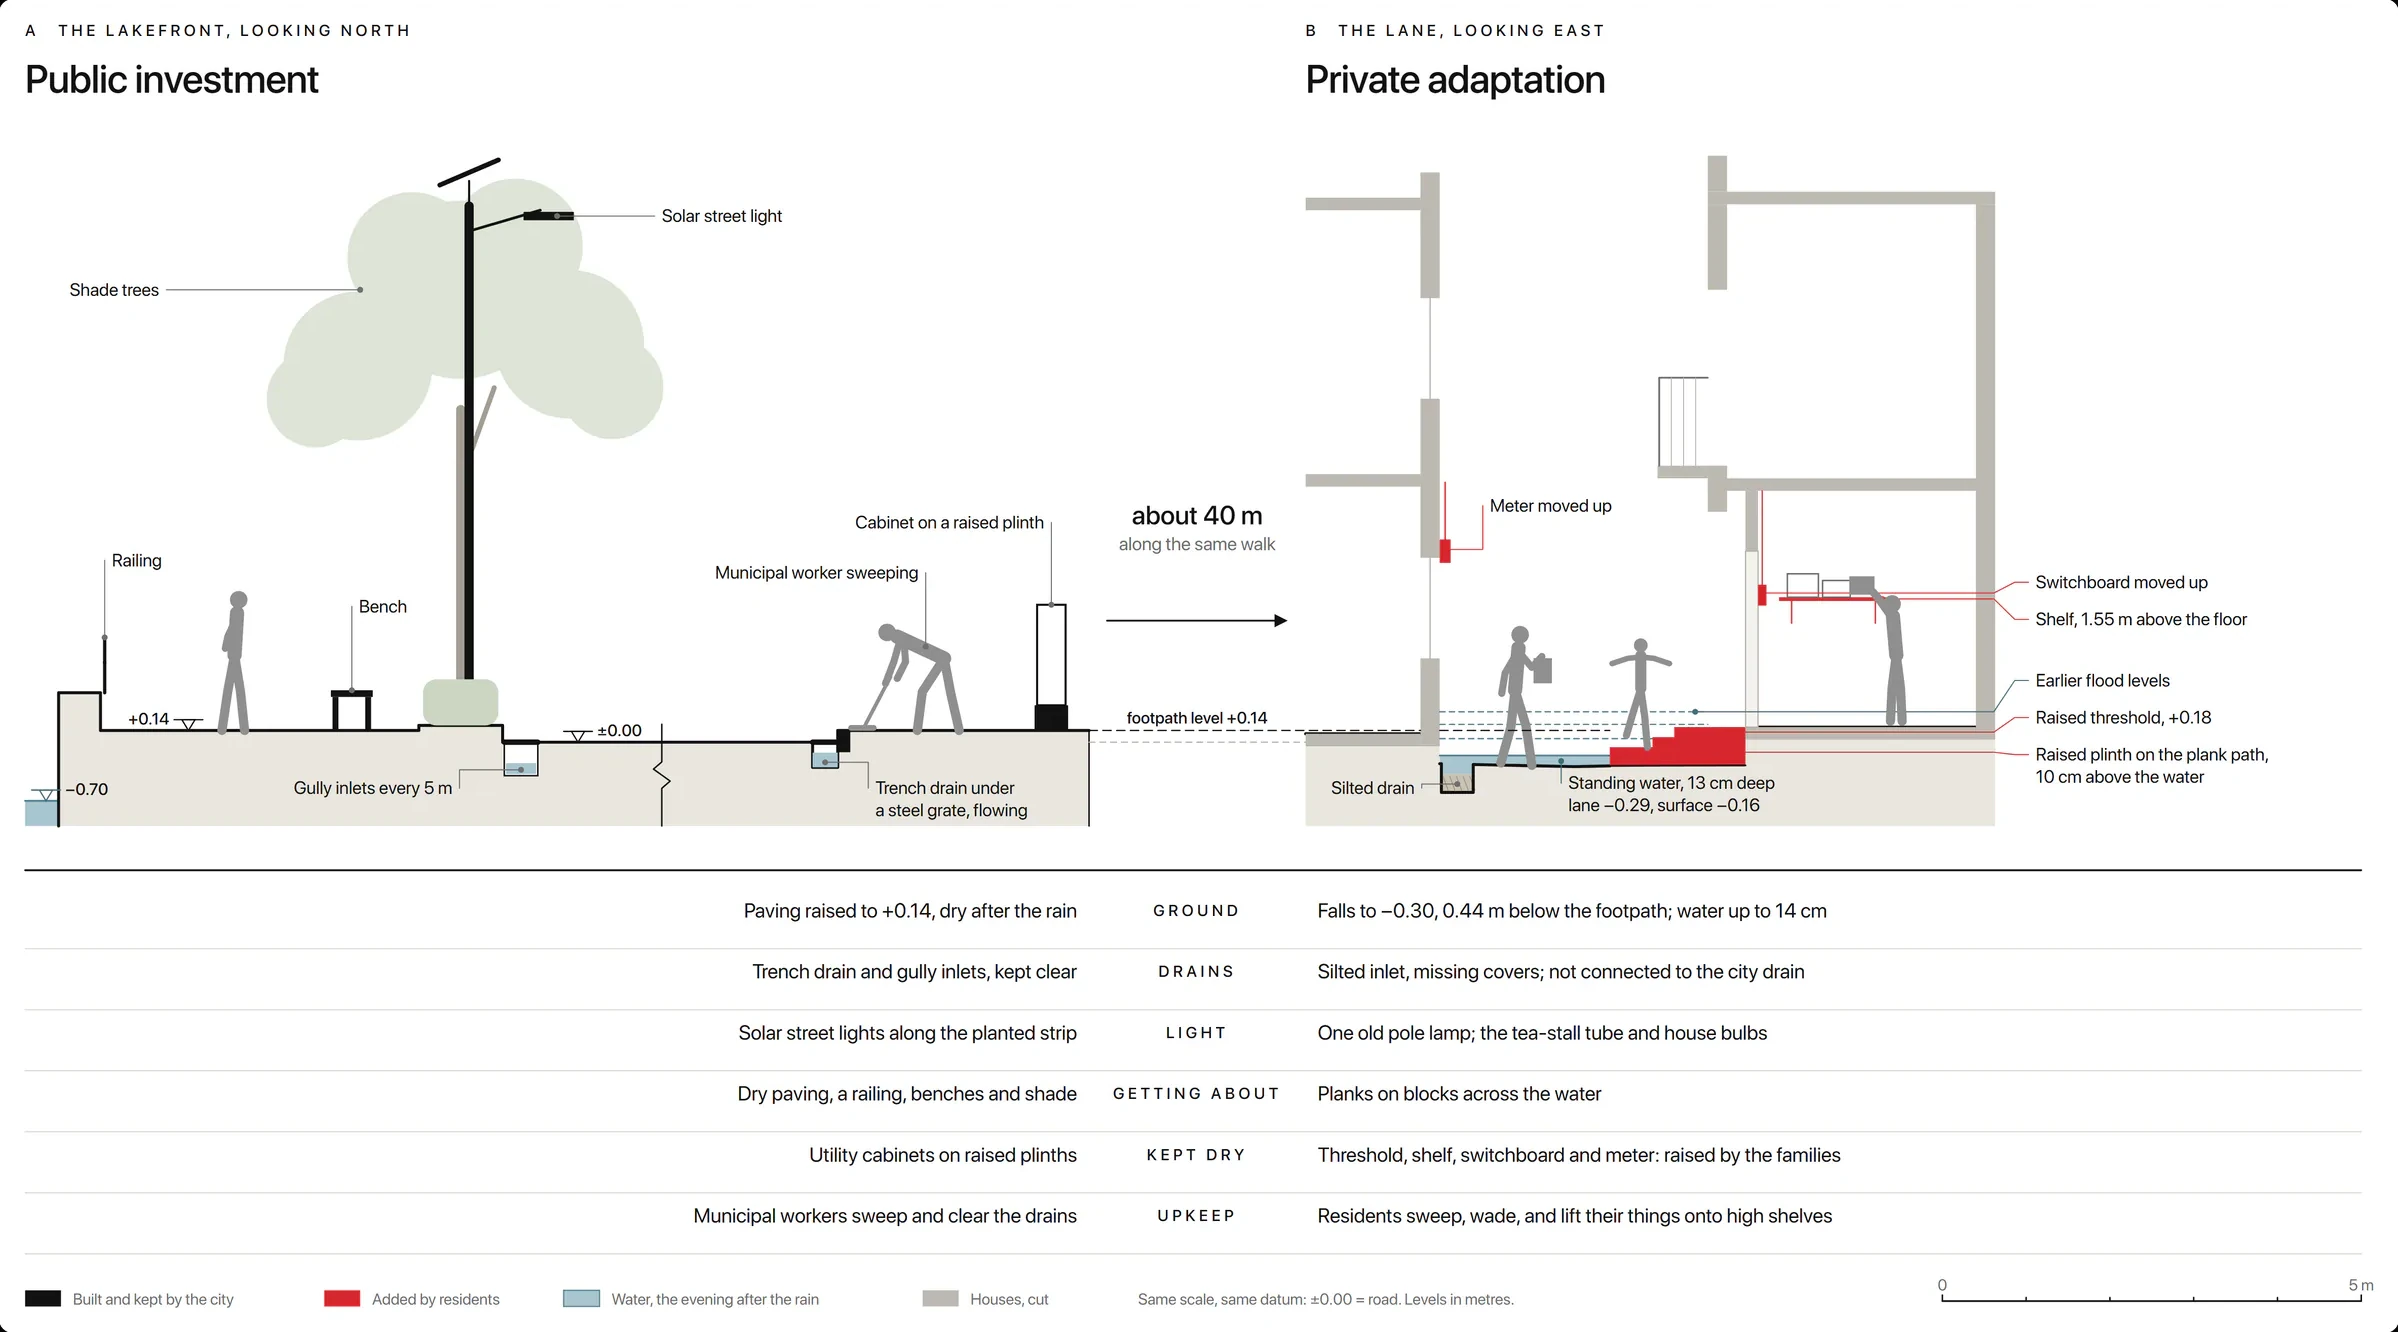 A THE LAKEFRONT, LOOKING NORTH
Public investment
B THE LANE, LOOKING EAST
Private adaptation
Solar street light
Shade trees
Railing
Bench
Cabinet on a raised plinth
Municipal worker sweeping
+0.14
±0.00
−0.70
Gully inlets every 5 m
Trench drain under
a steel grate, flowing
about 40 m
along the same walk
footpath level +0.14
Meter moved up
Switchboard moved up
Shelf, 1.55 m above the floor
Earlier flood levels
Raised threshold, +0.18
Raised plinth on the plank path,
10 cm above the water
Silted drain
Standing water, 13 cm deep
lane −0.29, surface −0.16
Paving raised to +0.14, dry after the rain
GROUND
Falls to −0.30, 0.44 m below the footpath; water up to 14 cm
Trench drain and gully inlets, kept clear
DRAINS
Silted inlet, missing covers; not connected to the city drain
Solar street lights along the planted strip
LIGHT
One old pole lamp; the tea-stall tube and house bulbs
Dry paving, a railing, benches and shade
GETTING ABOUT
Planks on blocks across the water
Utility cabinets on raised plinths
KEPT DRY
Threshold, shelf, switchboard and meter: raised by the families
Municipal workers sweep and clear the drains
UPKEEP
Residents sweep, wade, and lift their things onto high shelves
Built and kept by the city
Added by residents
Water, the evening after the rain
Houses, cut
Same scale, same datum: ±0.00 = road. Levels in metres.
0
5 m